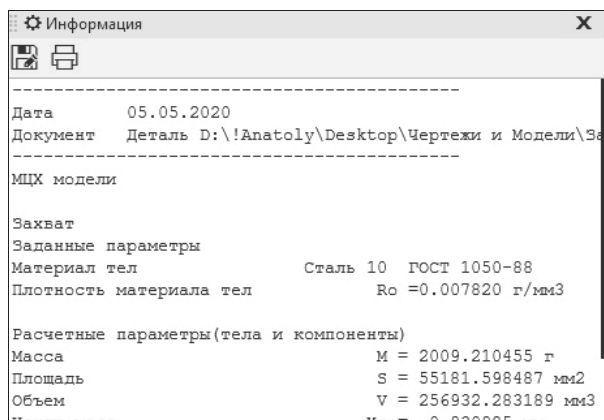 Информация
-------------------------------------------
Дата 05.05.2020
Документ Деталь D:\!Anatoly\Desktop\Чертежи и Модели\За
-------------------------------------------
МЦХ модели
Захват
Заданные параметры
Материал тел Сталь 10 ГОСТ 1050-88
Плотность материала тел Ro =0.007820 г/мм3
Расчетные параметры(тела и компоненты)
Масса M = 2009.210455 г
Площадь S = 55181.598487 мм2
Объем V = 256932.283189 мм3